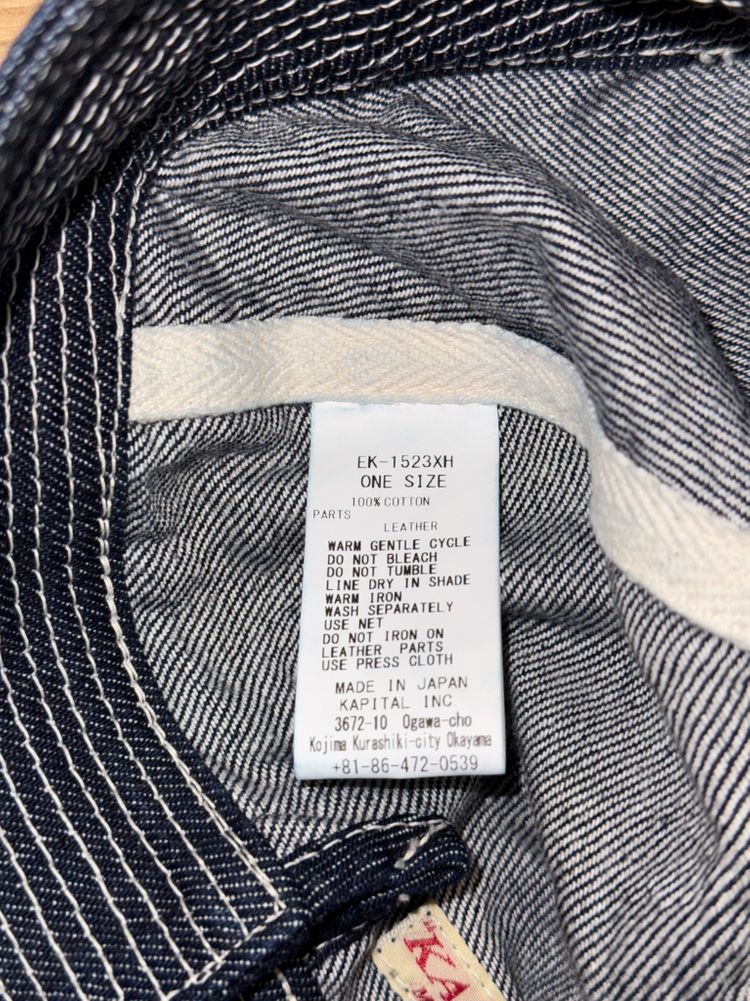 EK-1523XH
ONE SIZE
100% COTTON
PARTS
LEATHER
WARM GENTLE CYCLE
DO NOT BLEACH
DO NOT TUMBLE
LINE DRY IN SHADE
WARM IRON
WASH SEPARATELY
USE NET
DO NOT IRON ON
LEATHER PARTS
USE PRESS CLOTH
MADE IN JAPAN
KAPITAL INC.
3672-10 Ogawa-cho
Kojima Kurashiki-city Okayama
+81-86-472-0539
"KA